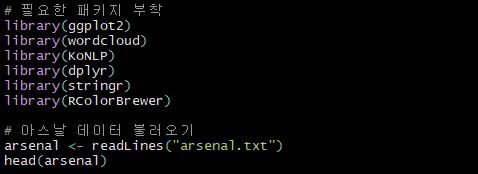 # 필요한 패키지 부착
library(ggplot2)
library(wordcloud)
library(KoNLP)
library(dplyr)
library(stringr)
library(RColorBrewer)
# 아스날 데이터 불러오기
arsenal <- readLines("arsenal.txt")
head(arsenal)